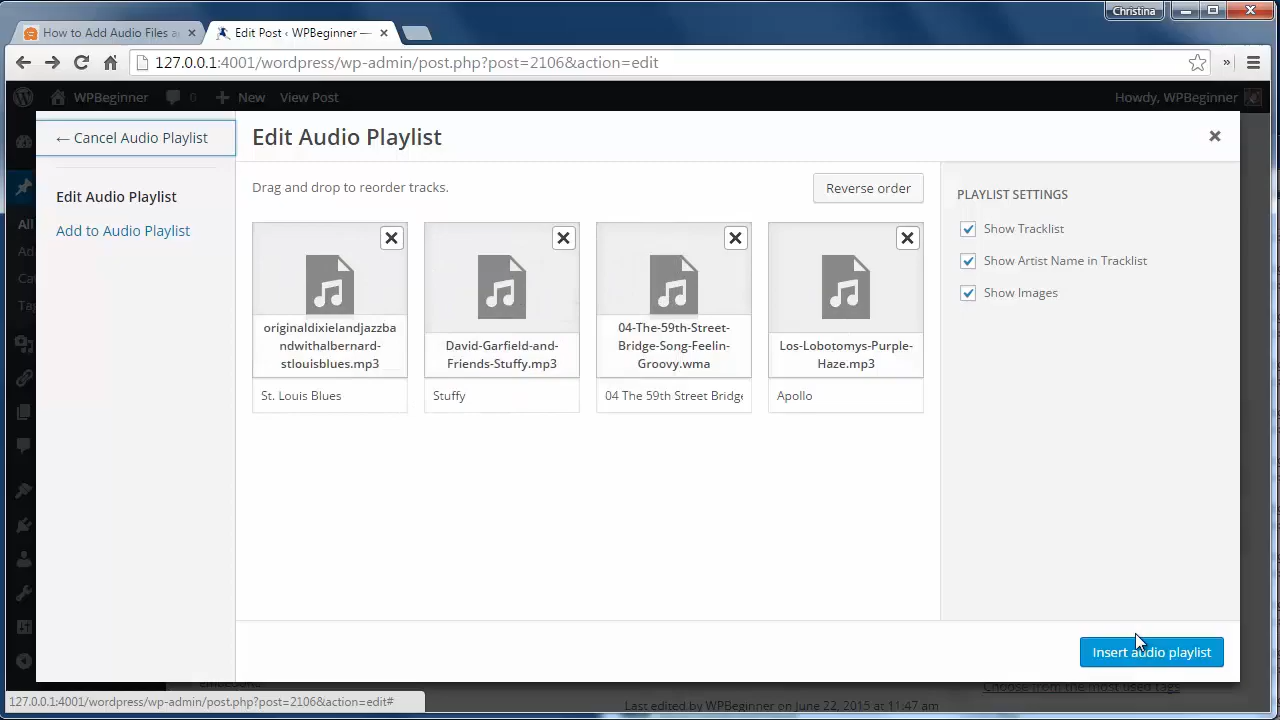 Christina
How to Add Audio Files a
Edit Post ‹ WPBeginner —
127.0.0.1:4001/wordpress/wp-admin/post.php?post=2106&action=edit
WPBeginner 0 New View Post
Howdy, WPBeginner
← Cancel Audio Playlist
Edit Audio Playlist
Add to Audio Playlist
All
Ad
Ca
Tag
Edit Audio Playlist
Drag and drop to reorder tracks.
Reverse order
originaldixielandjazzba
ndwithalbernard-
stlouisblues.mp3
St. Louis Blues
David-Garfield-and-
Friends-Stuffy.mp3
Stuffy
04-The-59th-Street-
Bridge-Song-Feelin-
Groovy.wma
04 The 59th Street Bridge
Los-Lobotomys-Purple-
Haze.mp3
Apollo
PLAYLIST SETTINGS
Show Tracklist
Show Artist Name in Tracklist
Show Images
Insert audio playlist
Choose from the most used tags
127.0.0.1:4001/wordpress/wp-admin/post.php?post=2106&action=edit#
Last edited by WPBeginner on June 22, 2015 at 11:47 am